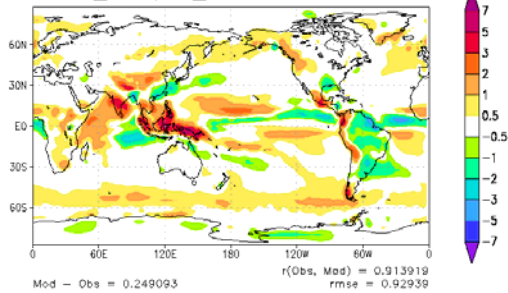 7
5
3
2
1
0.5
-0.5
-1
-2
-3
-5
-7
60N
30N
EQ
30S
60S
0 60E 120E 180 120W 60W 0
r(Obs, Mod) = 0.913919
Mod - Obs = 0.249093 rmse = 0.92939